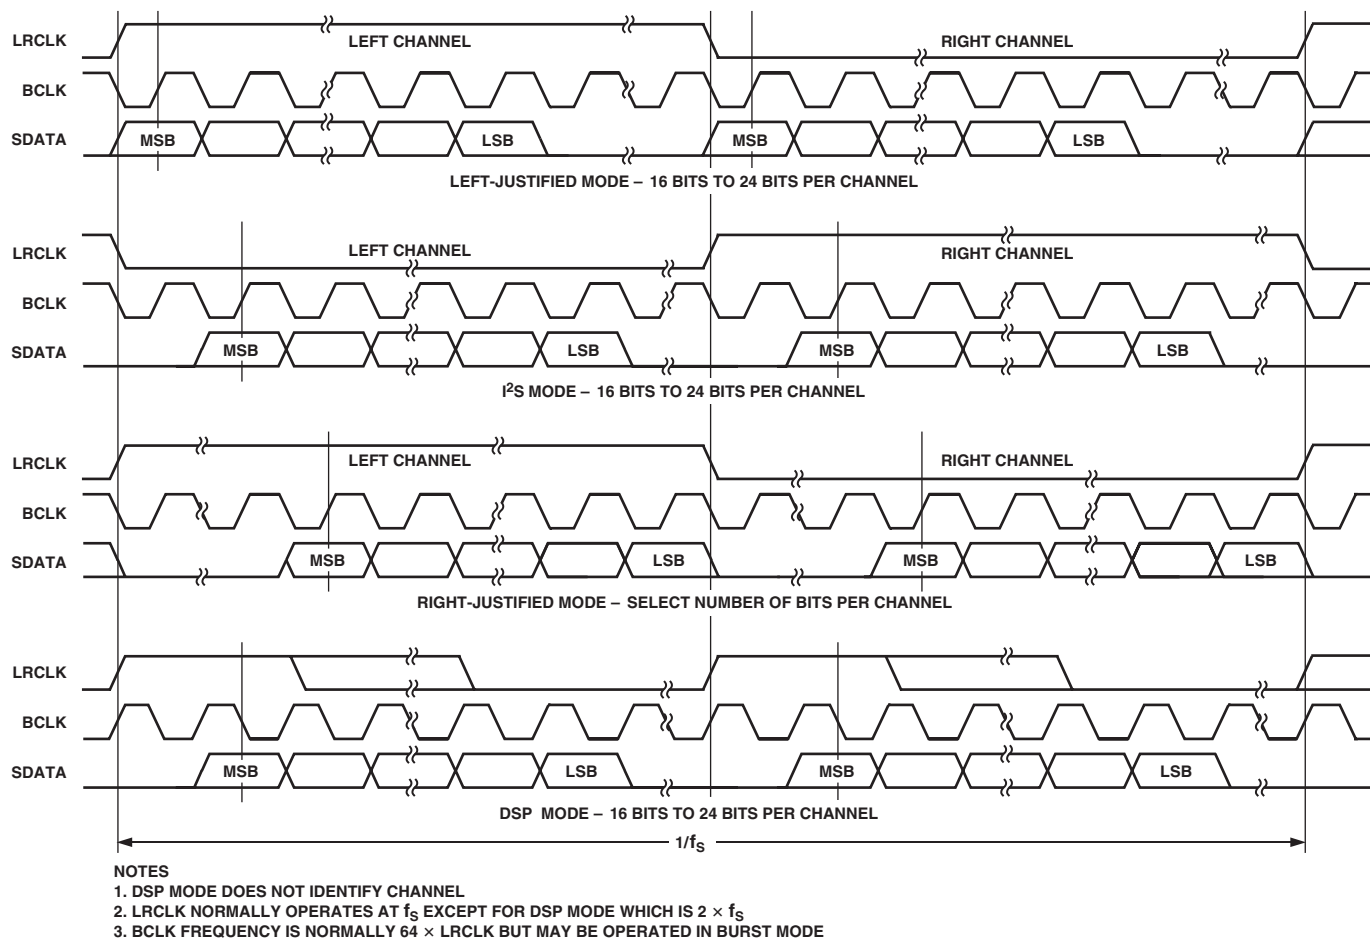 LRCLK LEFT CHANNEL RIGHT CHANNEL
BCLK
SDATA MSB LSB MSB LSB
LEFT-JUSTIFIED MODE – 16 BITS TO 24 BITS PER CHANNEL
LRCLK LEFT CHANNEL RIGHT CHANNEL
BCLK
SDATA MSB LSB MSB LSB
I²S MODE – 16 BITS TO 24 BITS PER CHANNEL
LRCLK LEFT CHANNEL RIGHT CHANNEL
BCLK
SDATA MSB LSB MSB LSB
RIGHT-JUSTIFIED MODE – SELECT NUMBER OF BITS PER CHANNEL
LRCLK
BCLK
SDATA MSB LSB MSB LSB
DSP MODE – 16 BITS TO 24 BITS PER CHANNEL
1/fS
NOTES
1. DSP MODE DOES NOT IDENTIFY CHANNEL
2. LRCLK NORMALLY OPERATES AT fS EXCEPT FOR DSP MODE WHICH IS 2 × fS
3. BCLK FREQUENCY IS NORMALLY 64 × LRCLK BUT MAY BE OPERATED IN BURST MODE